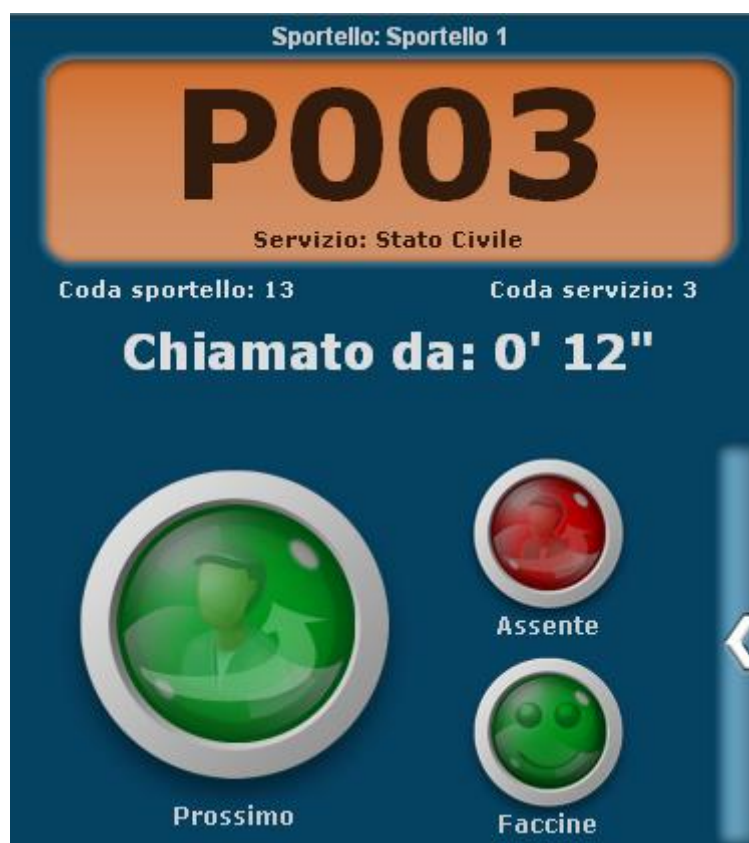 Sportello: Sportello 1
P003
Servizio: Stato Civile
Coda sportello: 13 Coda servizio: 3
Chiamato da: 0' 12"
Assente
Prossimo
Faccine